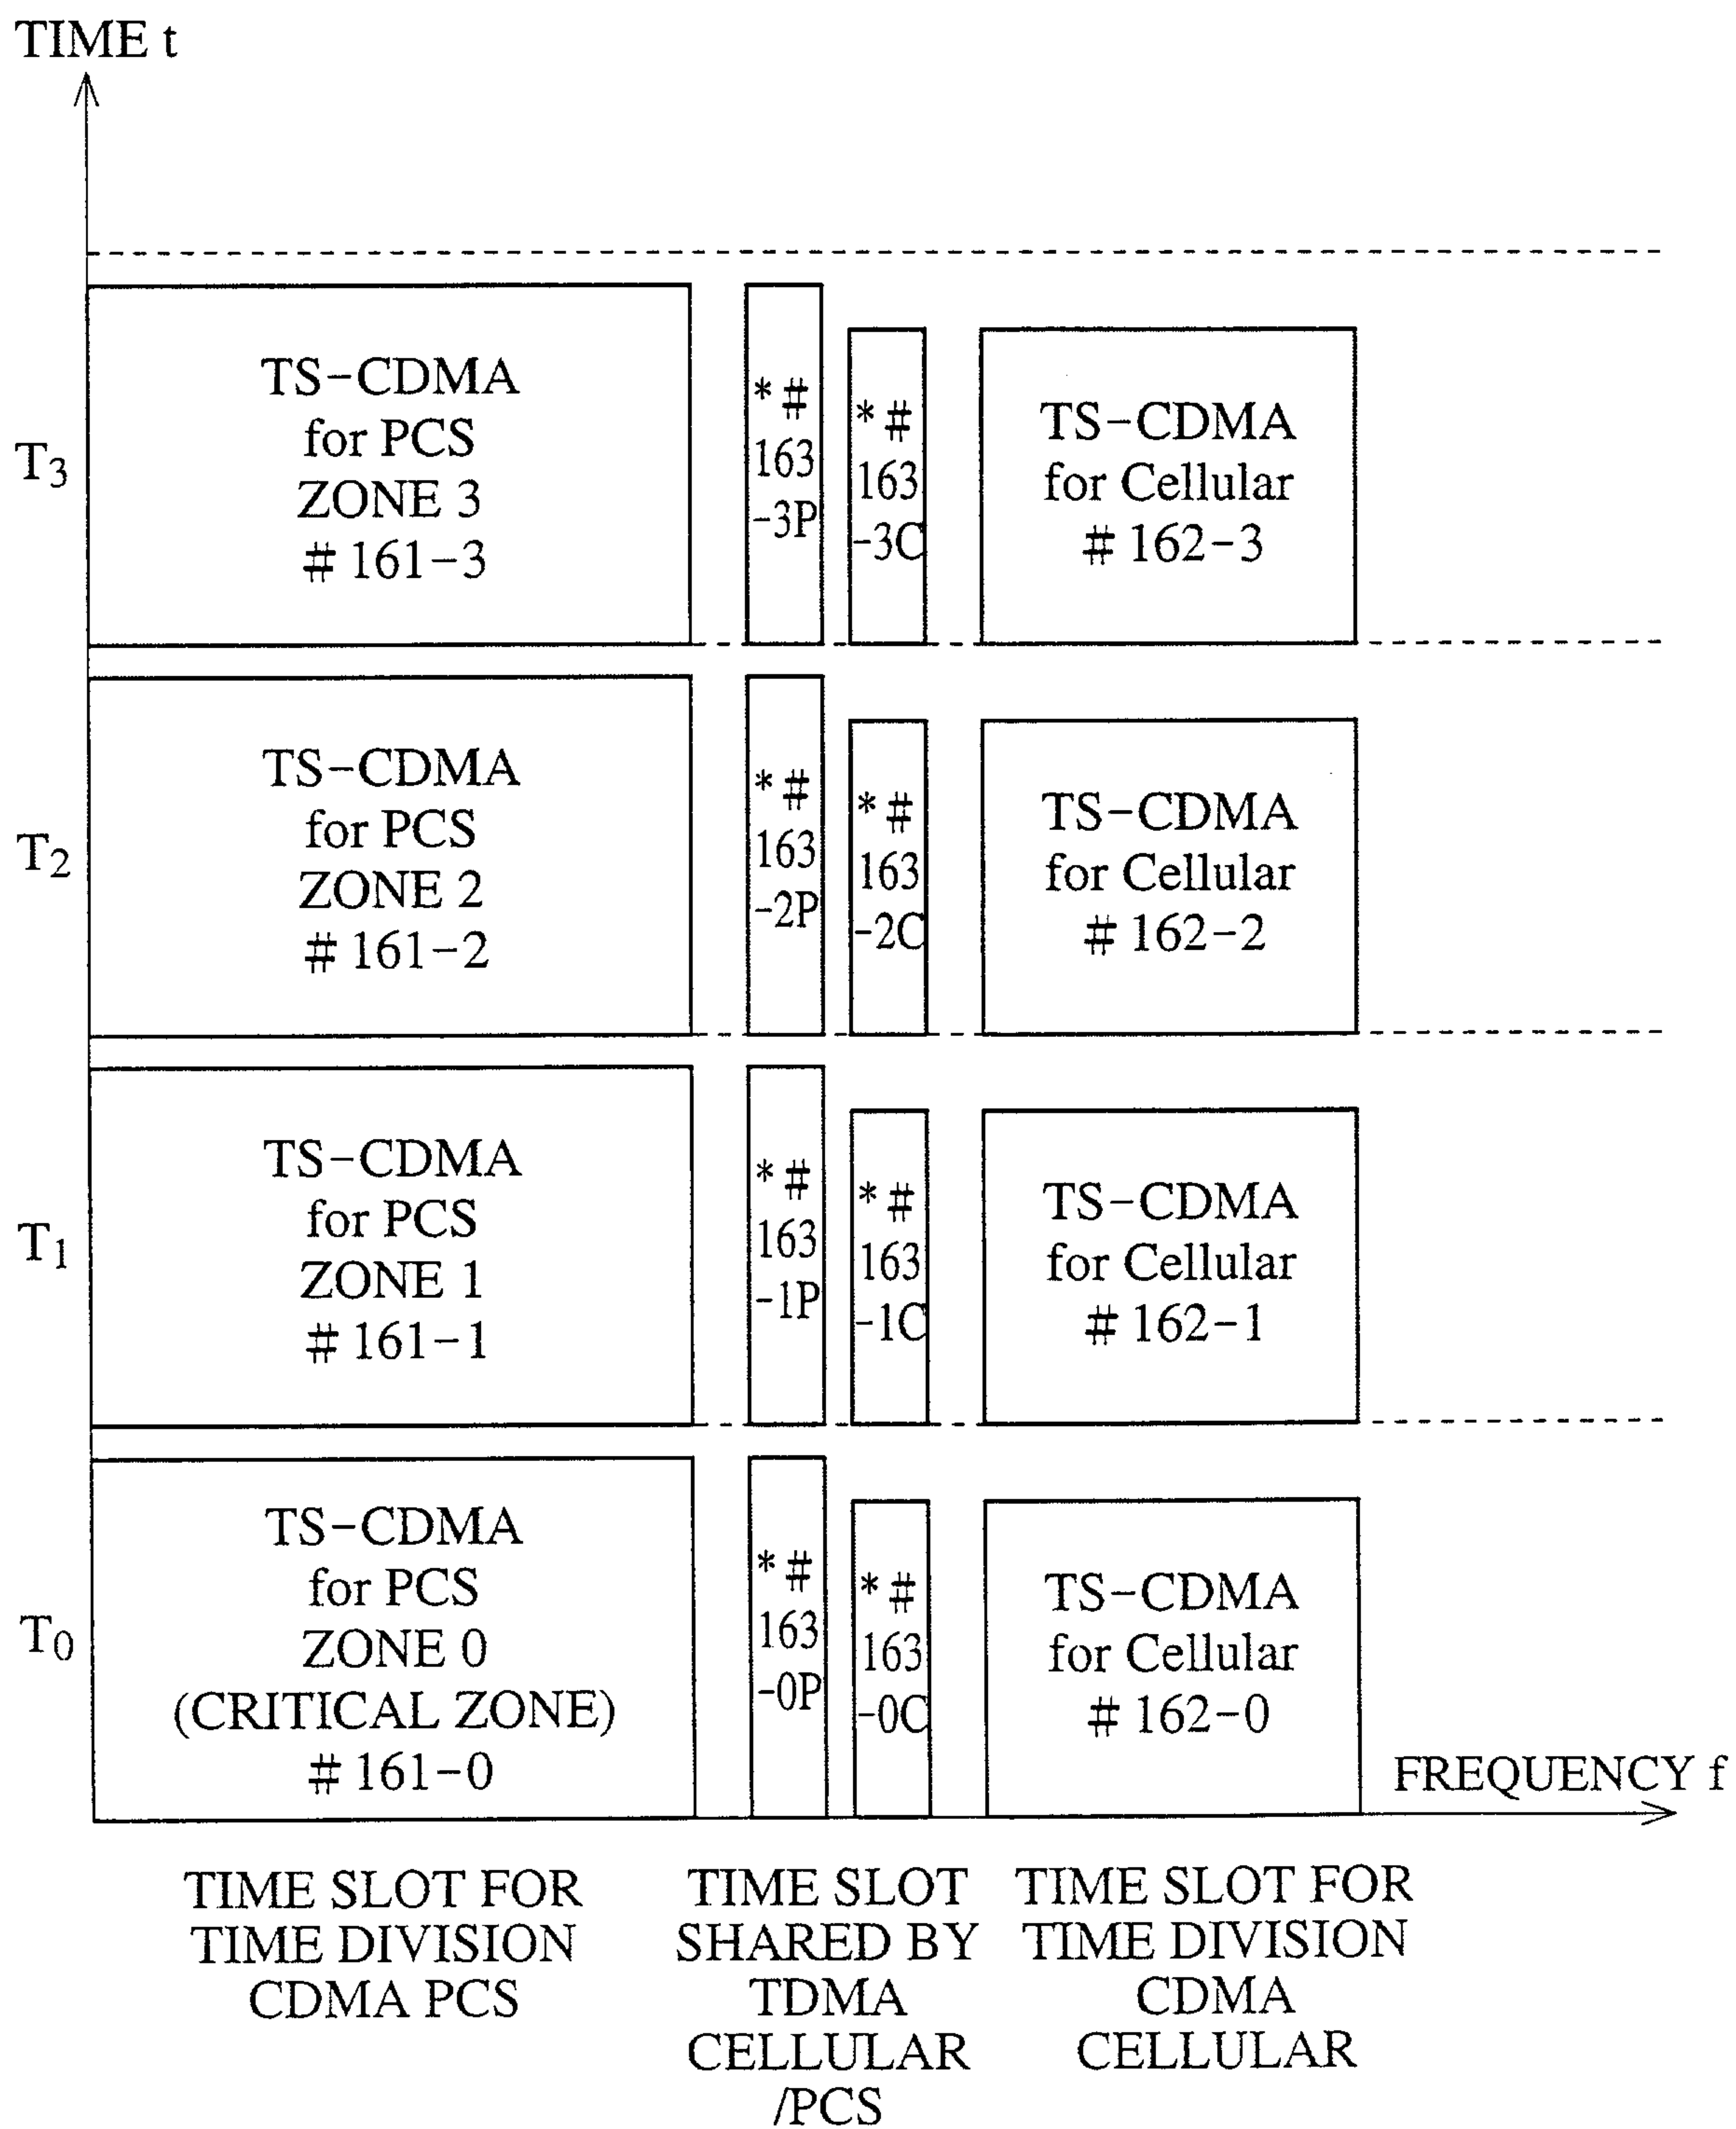 TIME t
T3
TS-CDMA
for PCS
ZONE 3
# 161-3
* #
163
-3P
* #
163
-3C
TS-CDMA
for Cellular
# 162-3
T2
TS-CDMA
for PCS
ZONE 2
# 161-2
* #
163
-2P
* #
163
-2C
TS-CDMA
for Cellular
# 162-2
T1
TS-CDMA
for PCS
ZONE 1
# 161-1
* #
163
-1P
* #
163
-1C
TS-CDMA
for Cellular
# 162-1
T0
TS-CDMA
for PCS
ZONE 0
(CRITICAL ZONE)
# 161-0
* #
163
-0P
* #
163
-0C
TS-CDMA
for Cellular
# 162-0
FREQUENCY f
TIME SLOT FOR
TIME DIVISION
CDMA PCS
TIME SLOT
SHARED BY
TDMA
CELLULAR
/PCS
TIME SLOT FOR
TIME DIVISION
CDMA
CELLULAR